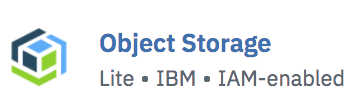 Object Storage
Lite • IBM • IAM-enabled